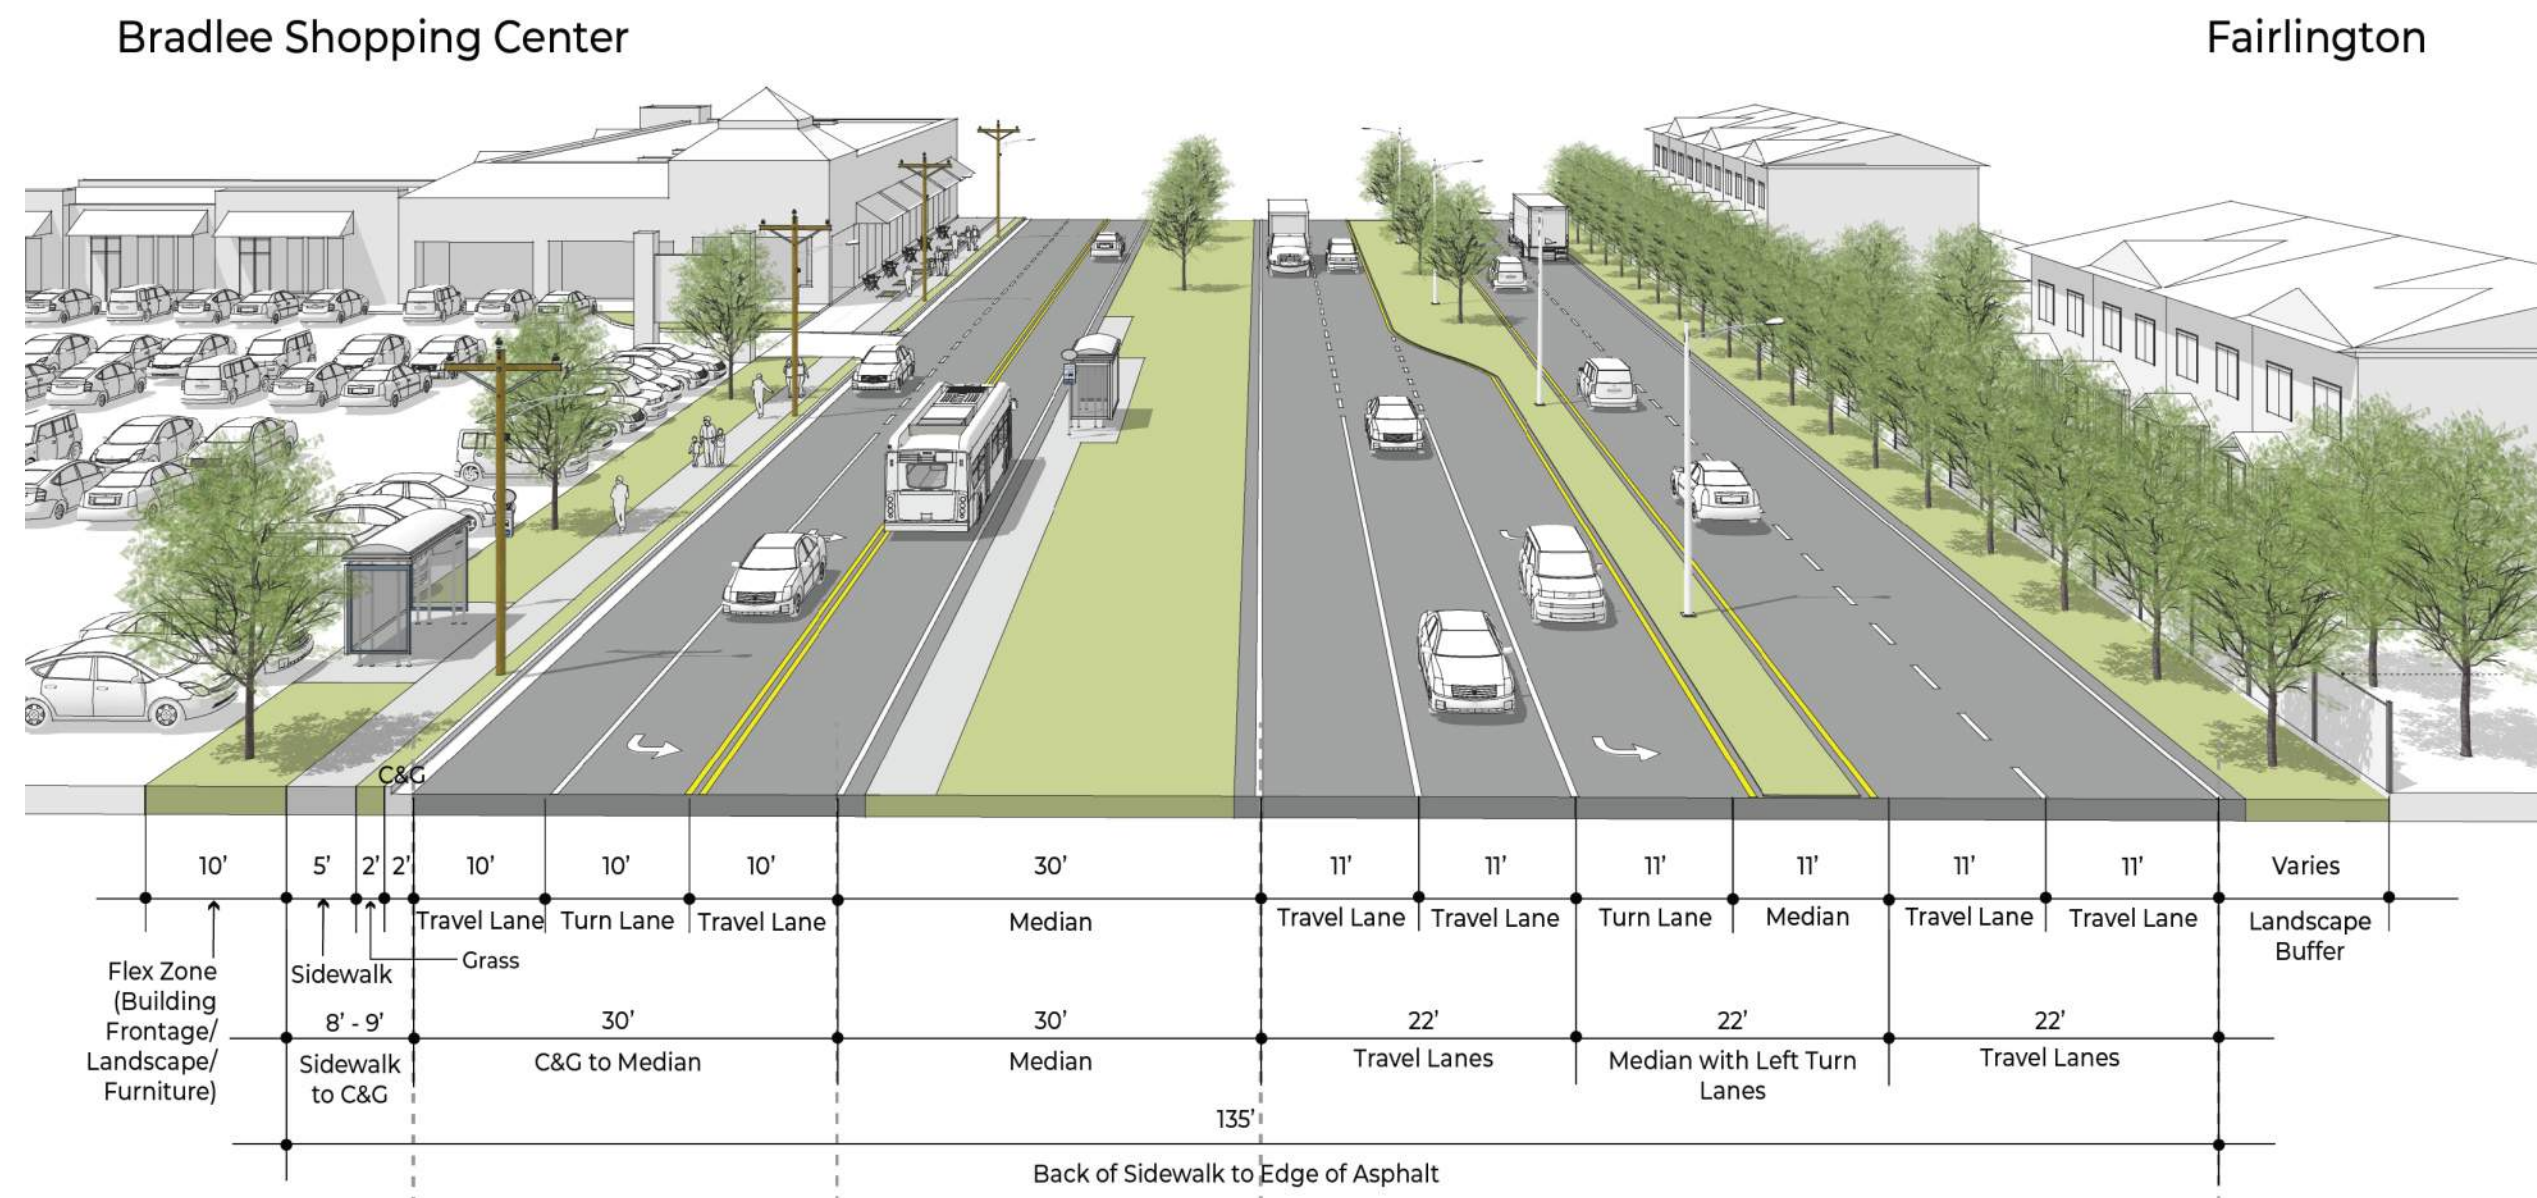 Bradlee Shopping Center
Fairlington
C&G
10’ 5’ 2’ 2’ 10’ 10’ 10’ 30’ 11’ 11’ 11’ 11’ 11’ 11’ Varies
Travel Lane Turn Lane Travel Lane Median Travel Lane Travel Lane Turn Lane Median Travel Lane Travel Lane Landscape
Buffer
Grass
Sidewalk
Flex Zone
(Building
Frontage/
Landscape/
Furniture)
8’ - 9’ 30’ 30’ 22’ 22’ 22’
Sidewalk
to C&G
C&G to Median
Median
Travel Lanes
Median with Left Turn
Lanes
Travel Lanes
135’
Back of Sidewalk to Edge of Asphalt